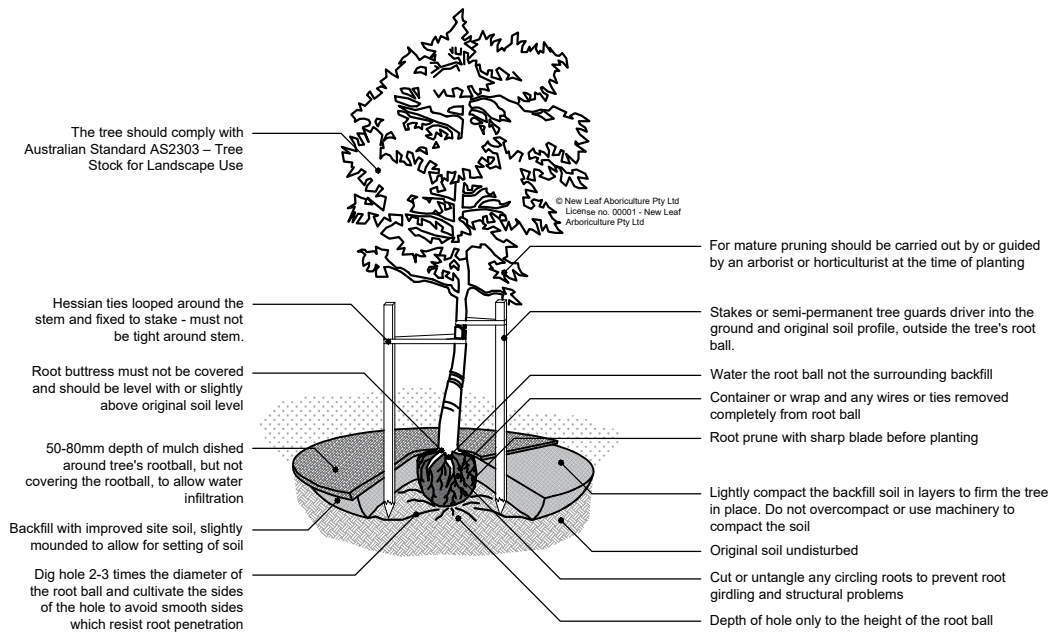 The tree should comply with
Australian Standard AS2303 – Tree
Stock for Landscape Use
Hessian ties looped around the
stem and fixed to stake - must not
be tight around stem.
Root buttress must not be covered
and should be level with or slightly
above original soil level
50-80mm depth of mulch dished
around tree's rootball, but not
covering the rootball, to allow water
infiltration
Backfill with improved site soil, slightly
mounded to allow for setting of soil
Dig hole 2-3 times the diameter of
the root ball and cultivate the sides
of the hole to avoid smooth sides
which resist root penetration
© New Leaf Aboriculture Pty Ltd
License no. 00001 - New Leaf
Arboriculture Pty Ltd
For mature pruning should be carried out by or guided
by an arborist or horticulturist at the time of planting
Stakes or semi-permanent tree guards driver into the
ground and original soil profile, outside the tree's root
ball.
Water the root ball not the surrounding backfill
Container or wrap and any wires or ties removed
completely from root ball
Root prune with sharp blade before planting
Lightly compact the backfill soil in layers to firm the tree
in place. Do not overcompact or use machinery to
compact the soil
Original soil undisturbed
Cut or untangle any circling roots to prevent root
girdling and structural problems
Depth of hole only to the height of the root ball